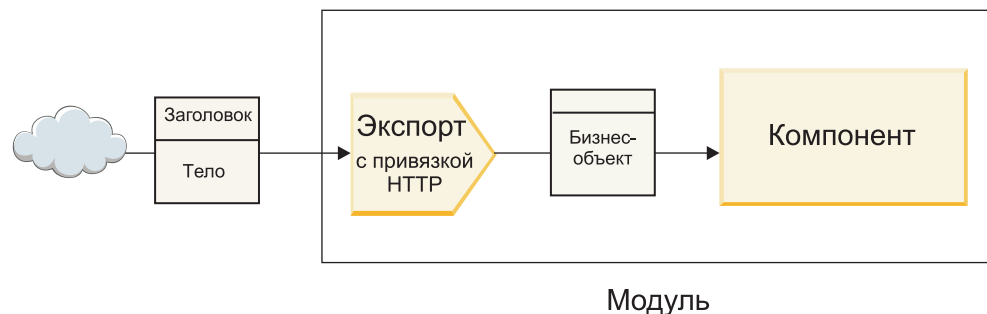 Заголовок
Тело
Экспорт
с привязкой
HTTP
Бизнес-
объект
Компонент
Модуль